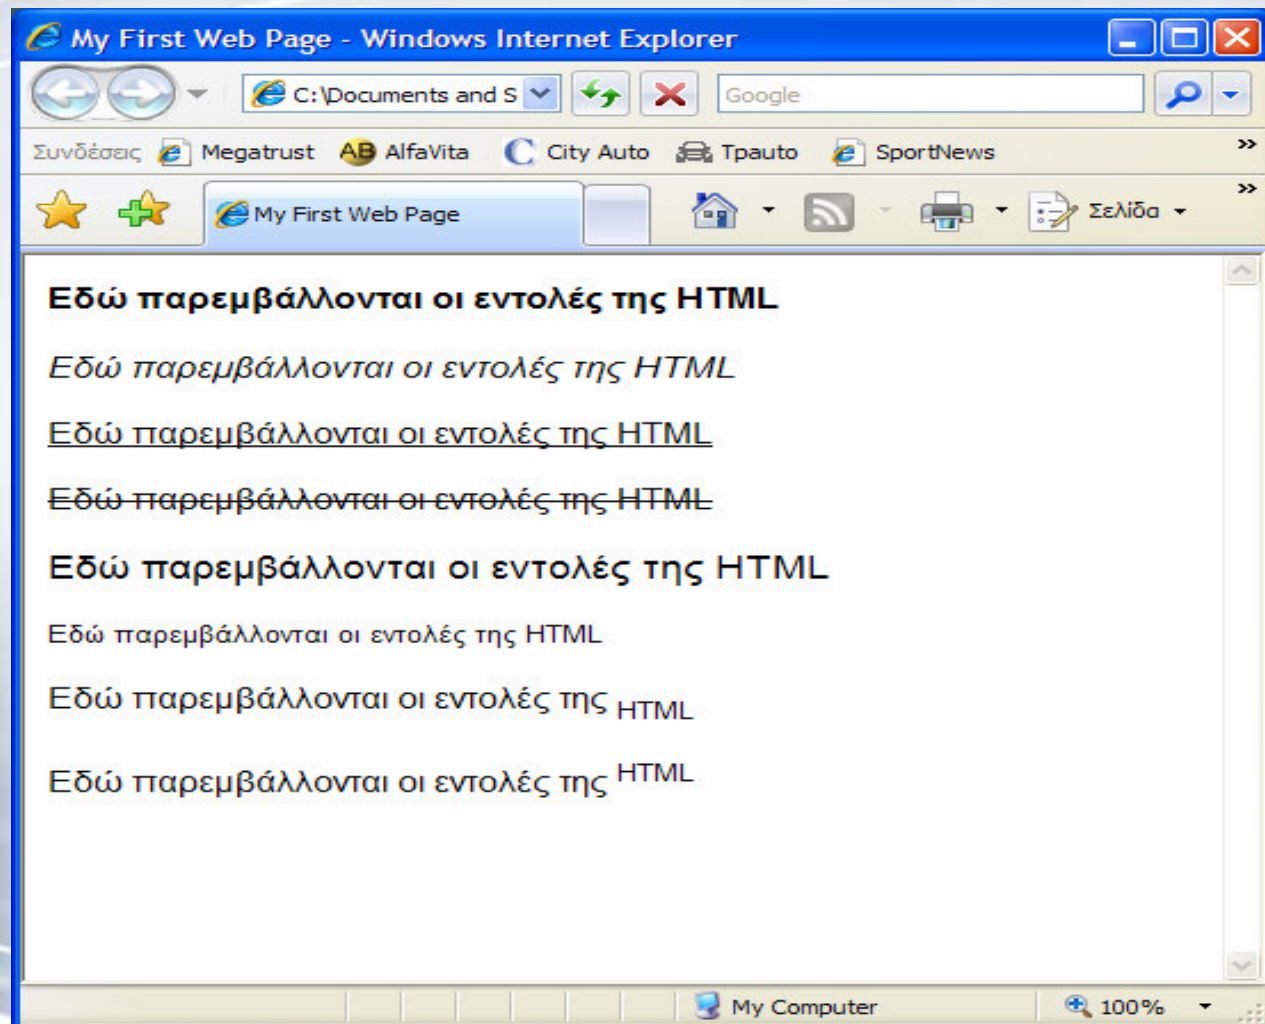 My First Web Page - Windows Internet Explorer
C:\Documents and S
Google
Συνδέσεις Megatrust AB AlfaVita C City Auto Tpauto SportNews »
My First Web Page Σελίδα »
Εδώ παρεμβάλλονται οι εντολές της HTML
Εδώ παρεμβάλλονται οι εντολές της HTML
Εδώ παρεμβάλλονται οι εντολές της HTML
Εδώ παρεμβάλλονται οι εντολές της HTML
Εδώ παρεμβάλλονται οι εντολές της HTML
Εδώ παρεμβάλλονται οι εντολές της HTML
Εδώ παρεμβάλλονται οι εντολές της HTML
Εδώ παρεμβάλλονται οι εντολές της HTML
My Computer 100%